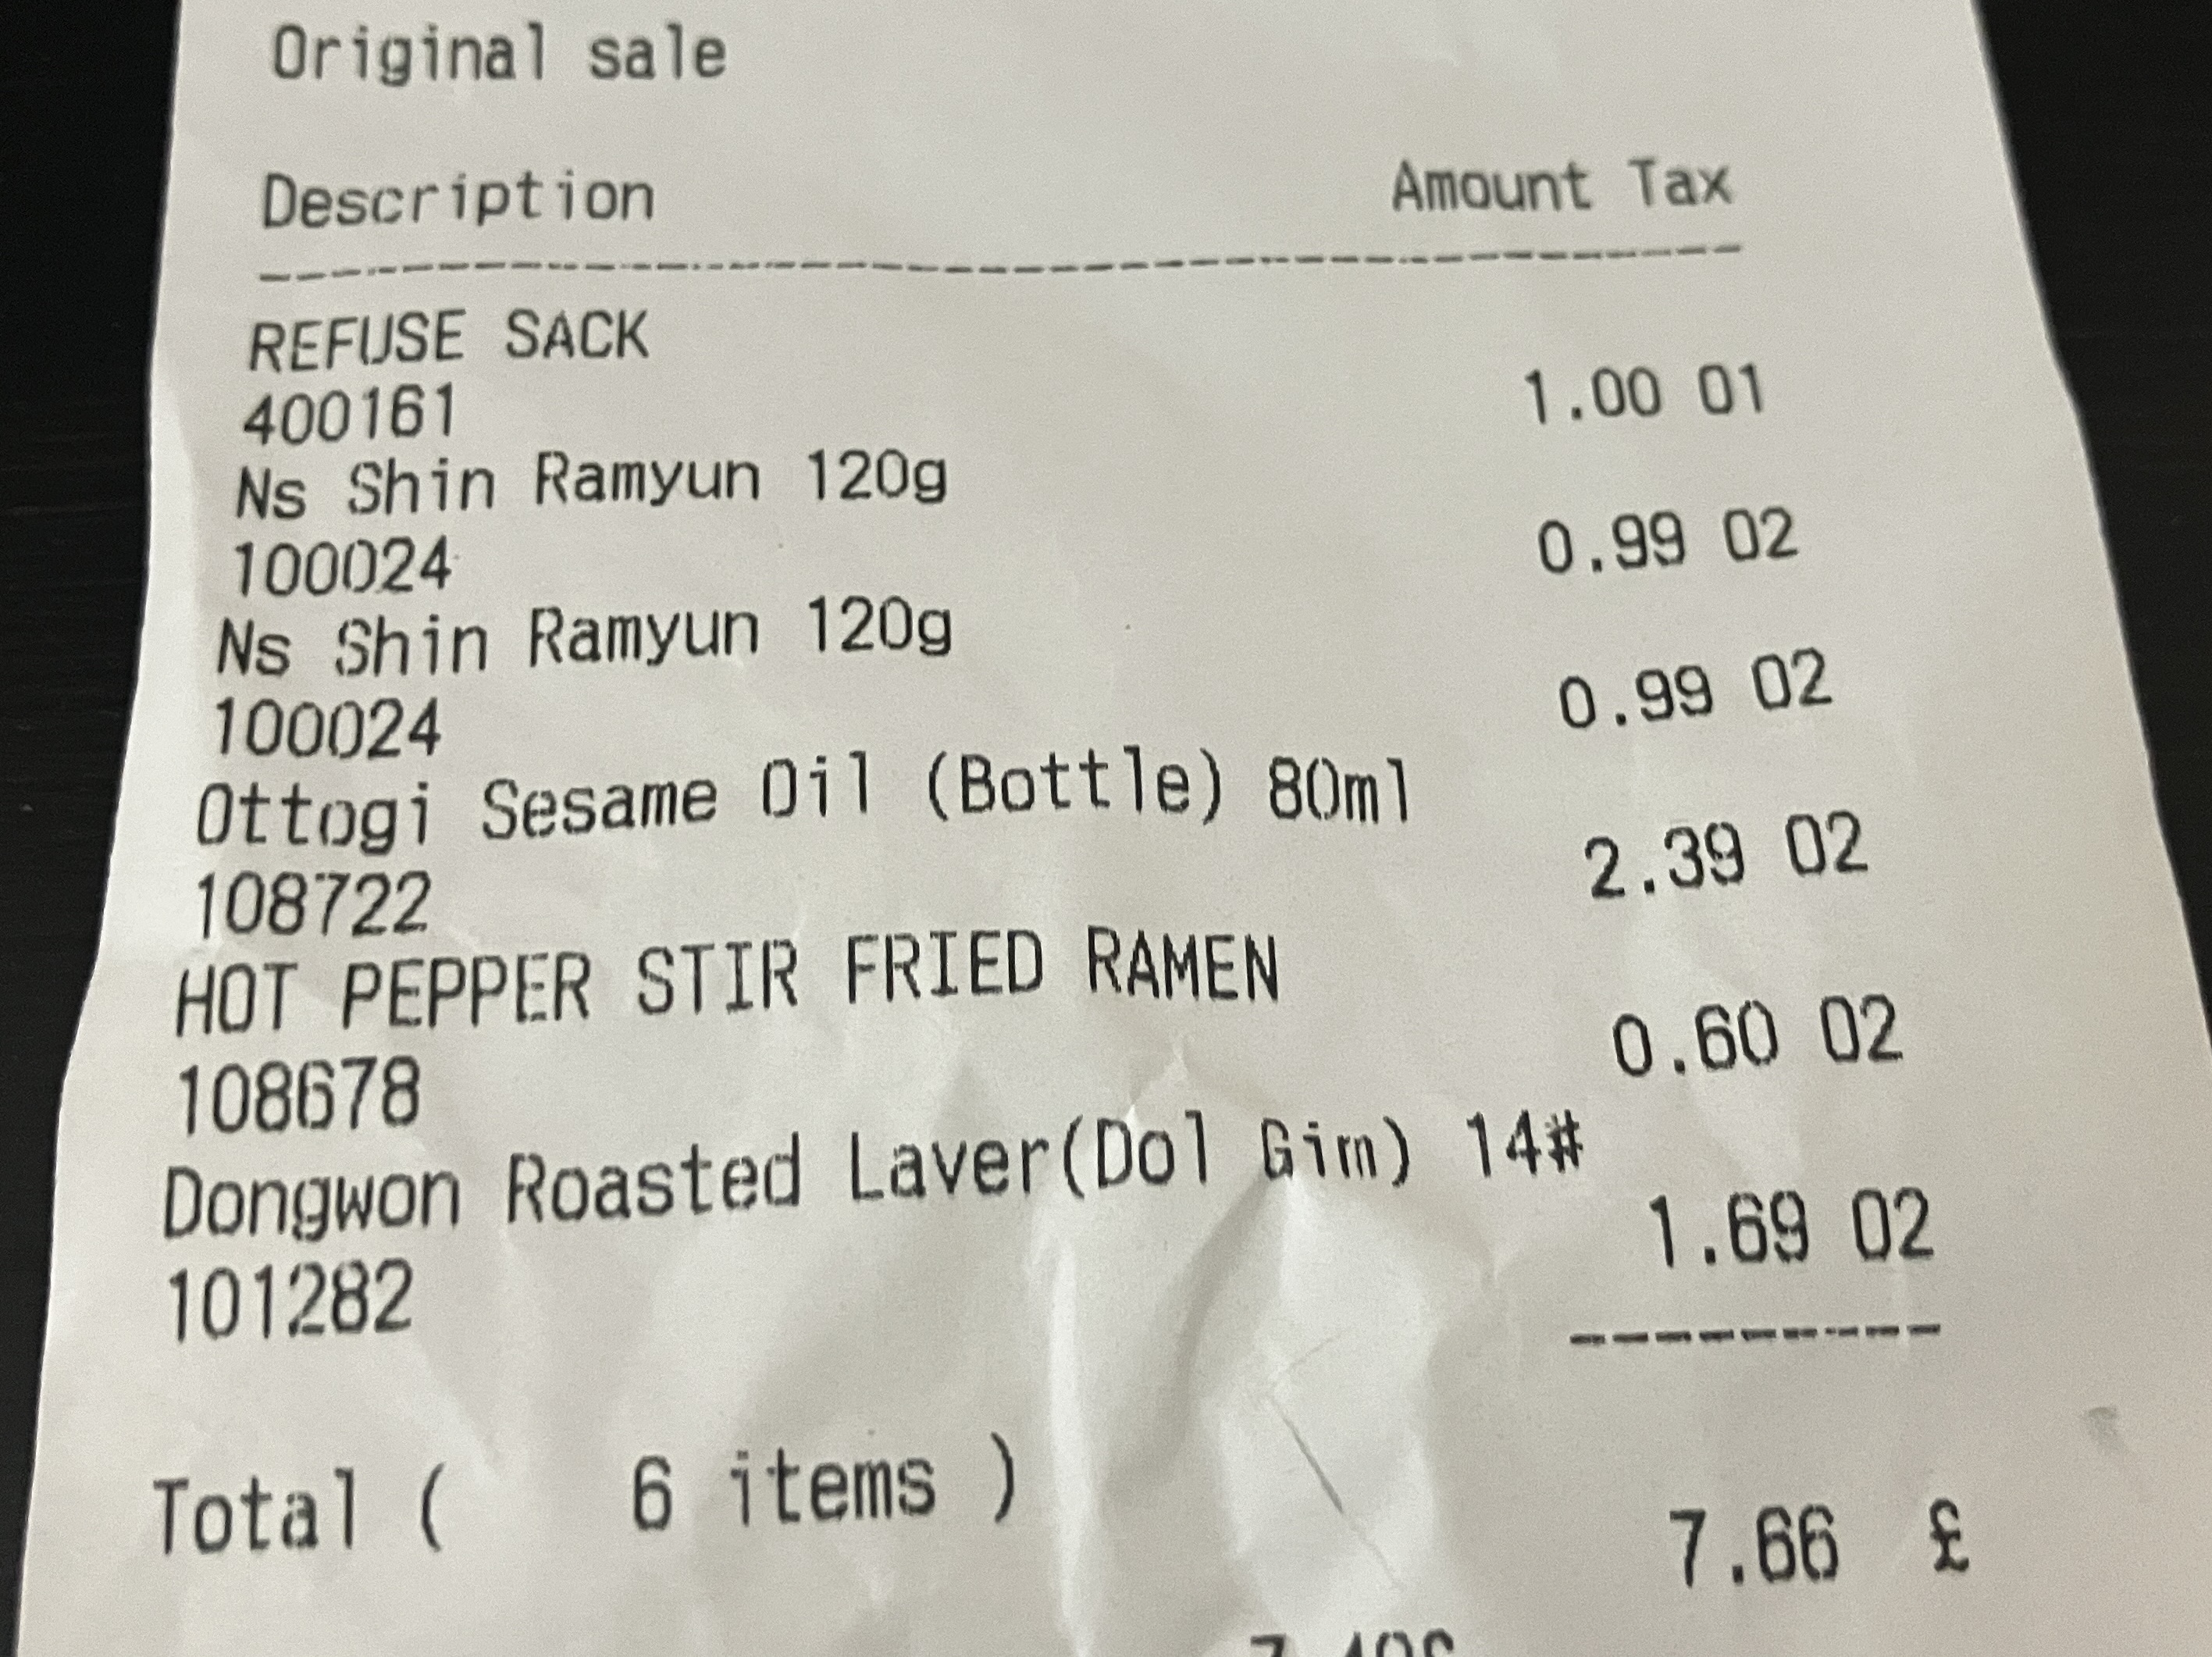 Original sale
Description Amount Tax
REFUSE SACK
400161 1.00 01
Ns Shin Ramyun 120g
100024 0.99 02
Ns Shin Ramyun 120g
100024 0.99 02
Ottogi Sesame Oil (Bottle) 80ml
108722 2.39 02
HOT PEPPER STIR FRIED RAMEN
108678 0.60 02
Dongwon Roasted Laver(Dol Gim) 14#
101282 1.69 02
Total ( 6 items ) 7.66 £